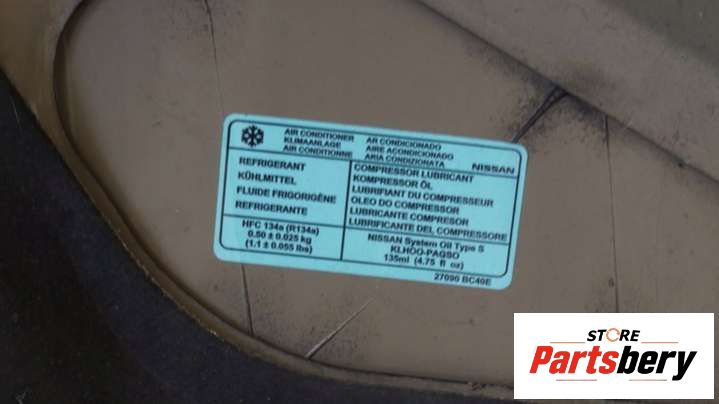 AIR CONDITIONER
KLIMAANLAGE
AIR CONDITIONNE
AR CONDICIONADO
AIRE ACONDICIONADO
ARIA CONDIZIONATA
NISSAN
REFRIGERANT
KÜHLMITTEL
FLUIDE FRIGORIGÈNE
REFRIGERANTE
COMPRESSOR LUBRICANT
KOMPRESSOR ÖL
LUBRIFIANT DU COMPRESSEUR
OLEO DO COMPRESSOR
LUBRICANTE COMPRESOR
LUBRIFICANTE DEL COMPRESSORE
HFC 134a (R134a)
0.50 ± 0.025 kg
(1.1 ± 0.055 lbs)
NISSAN System Oil Type S
KLHOO-PAGSO
135ml (4.75 fl oz)
27090 BC40E
STORE
Partsbery